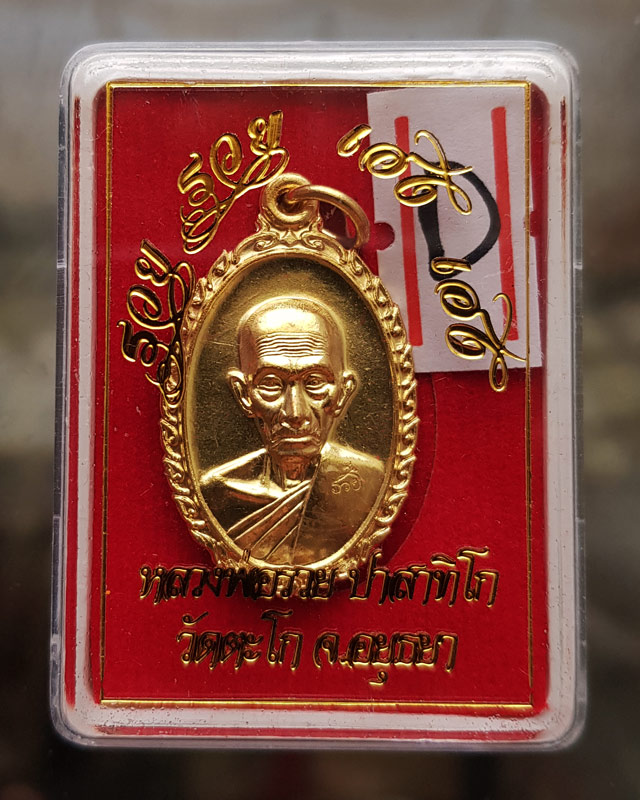 รวย รวย
เฮง เฮง
D
หลวงพ่อรวย ปาสาทิโก
วัดตะโก จ.อยุธยา